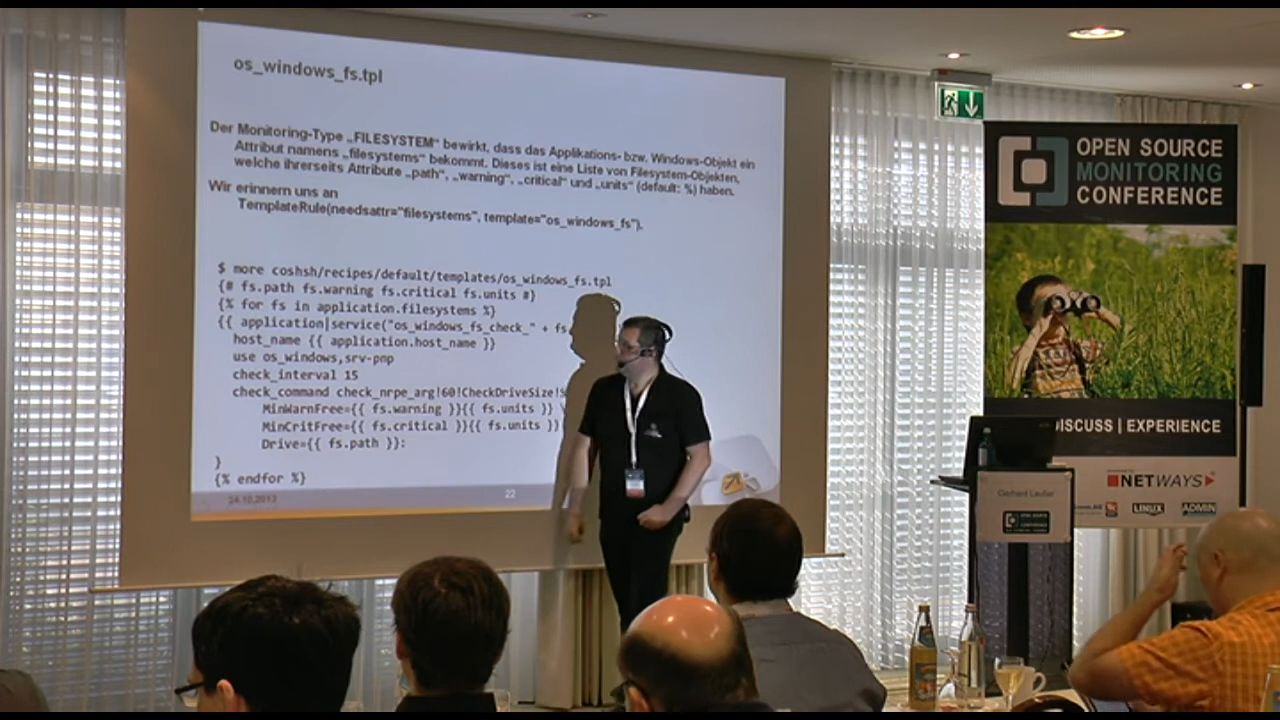 os_windows_fs.tpl
Der Monitoring-Type „FILESYSTEM“ bewirkt, dass das Applikations- bzw. Windows-Objekt ein
Attribut namens „filesystems“ bekommt. Dieses ist eine Liste von Filesystem-Objekten,
welche ihrerseits Attribute „path“, „warning“, „critical“ und „units“ (default: %) haben.
Wir erinnern uns an
TemplateRule(needsattr="filesystems", template="os_windows_fs"),
$ more coshsh/recipes/default/templates/os_windows_fs.tpl
{# fs.path fs.warning fs.critical fs.units #}
{% for fs in application.filesystems %}
{{ application|service("os_windows_fs_check_" + fs.
host_name {{ application.host_name }}
use os_windows,srv-pnp
check_interval 15
check_command check_nrpe_arg!60!CheckDriveSize!
MinWarnFree={{ fs.warning }}{{ fs.units }} \
MinCritFree={{ fs.critical }}{{ fs.units }}
Drive={{ fs.path }}:
}
{% endfor %}
24.10.2013
22
OPEN SOURCE
MONITORING
CONFERENCE
DISCUSS | EXPERIENCE
NETWAYS
LINUX
ADMIN
Gerhard Laußer
OPEN SOURCE
MONITORING
CONFERENCE